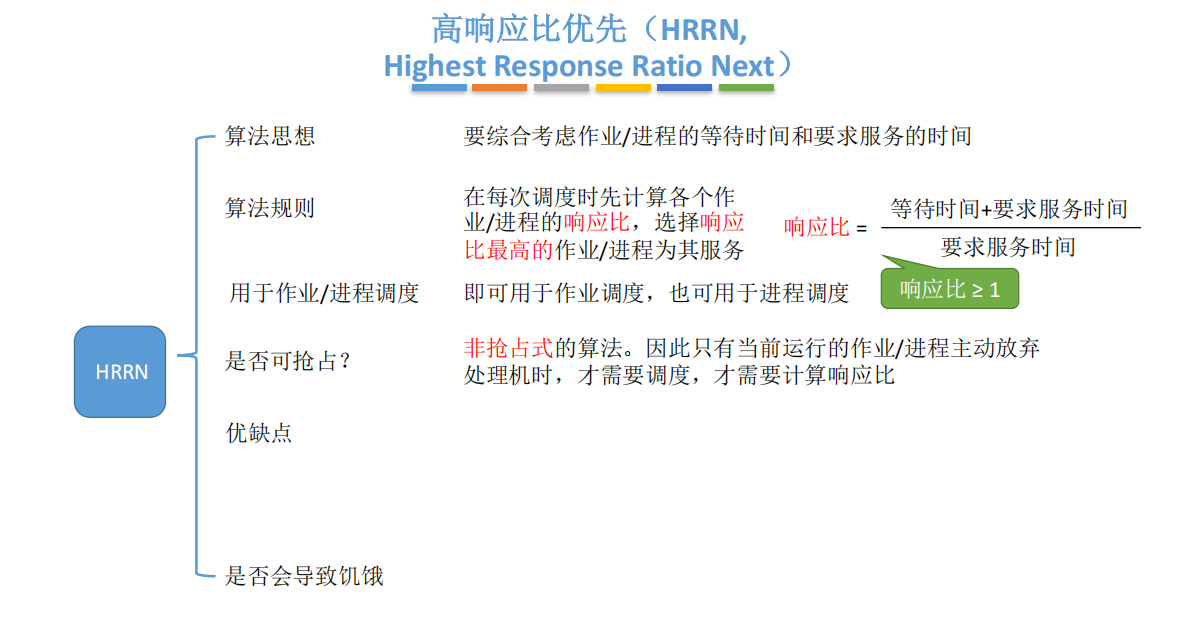 高响应比优先（HRRN,
Highest Response Ratio Next）
算法思想
要综合考虑作业/进程的等待时间和要求服务的时间
算法规则
在每次调度时先计算各个作
业/进程的响应比，选择响应
比最高的作业/进程为其服务
响应比 =
等待时间+要求服务时间
要求服务时间
响应比 ≥ 1
用于作业/进程调度
即可用于作业调度，也可用于进程调度
HRRN
是否可抢占？
非抢占式的算法。因此只有当前运行的作业/进程主动放弃
处理机时，才需要调度，才需要计算响应比
优缺点
是否会导致饥饿